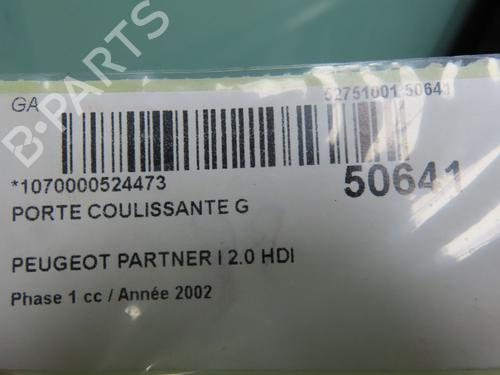 B-PARTS
GA
52751001 50641
*1070000524473
50641
PORTE COULISSANTE G
PEUGEOT PARTNER I 2.0 HDI
Phase 1 cc / Année 2002